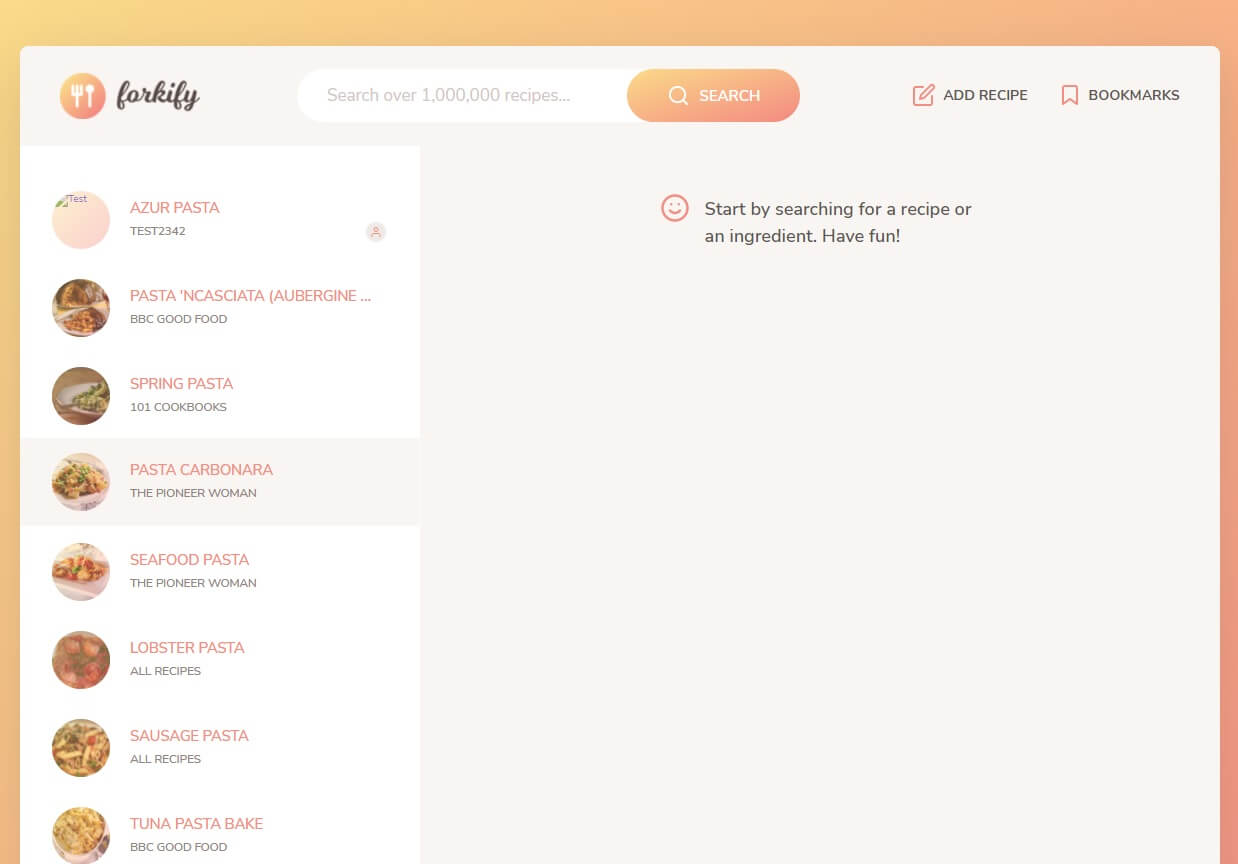 forkify
Search over 1,000,000 recipes...
SEARCH
ADD RECIPE
BOOKMARKS
Test
AZUR PASTA
TEST2342
PASTA 'NCASCIATA (AUBERGINE ...
BBC GOOD FOOD
SPRING PASTA
101 COOKBOOKS
PASTA CARBONARA
THE PIONEER WOMAN
SEAFOOD PASTA
THE PIONEER WOMAN
LOBSTER PASTA
ALL RECIPES
SAUSAGE PASTA
ALL RECIPES
TUNA PASTA BAKE
BBC GOOD FOOD
Start by searching for a recipe or
an ingredient. Have fun!